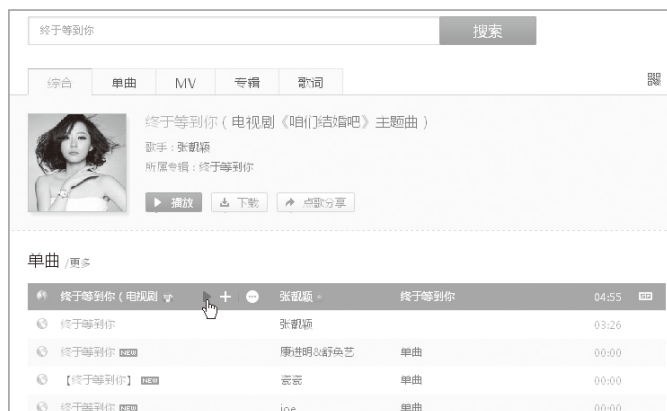 终于等到你 搜索
综合 单曲 MV 专辑 歌词
终于等到你（电视剧《咱们结婚吧》主题曲）
歌手：张靓颖
所属专辑：终于等到你
播放 下载 点歌分享
单曲 /更多
终于等到你（电视剧 张靓颖 终于等到你 04:55
终于等到你 张靓颖 03:26
终于等到你 NEW 康进明&舒奂艺 单曲 00:00
【终于等到你】 NEW 瓷瓷 单曲 00:00
终于等到你 NEW joe 单曲 00:00